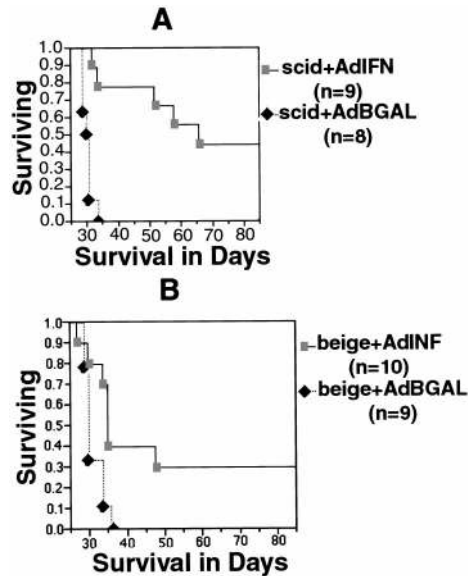 A
1.0
0.9
0.8
0.7
0.6
0.5
0.4
0.3
0.2
0.1
0.0
Surviving
30 40 50 60 70 80
Survival in Days
scid+AdIFN
(n=9)
scid+AdBGAL
(n=8)
B
1.0
0.9
0.8
0.7
0.6
0.5
0.4
0.3
0.2
0.1
0.0
Surviving
30 40 50 60 70 80
Survival in Days
beige+AdINF
(n=10)
beige+AdBGAL
(n=9)